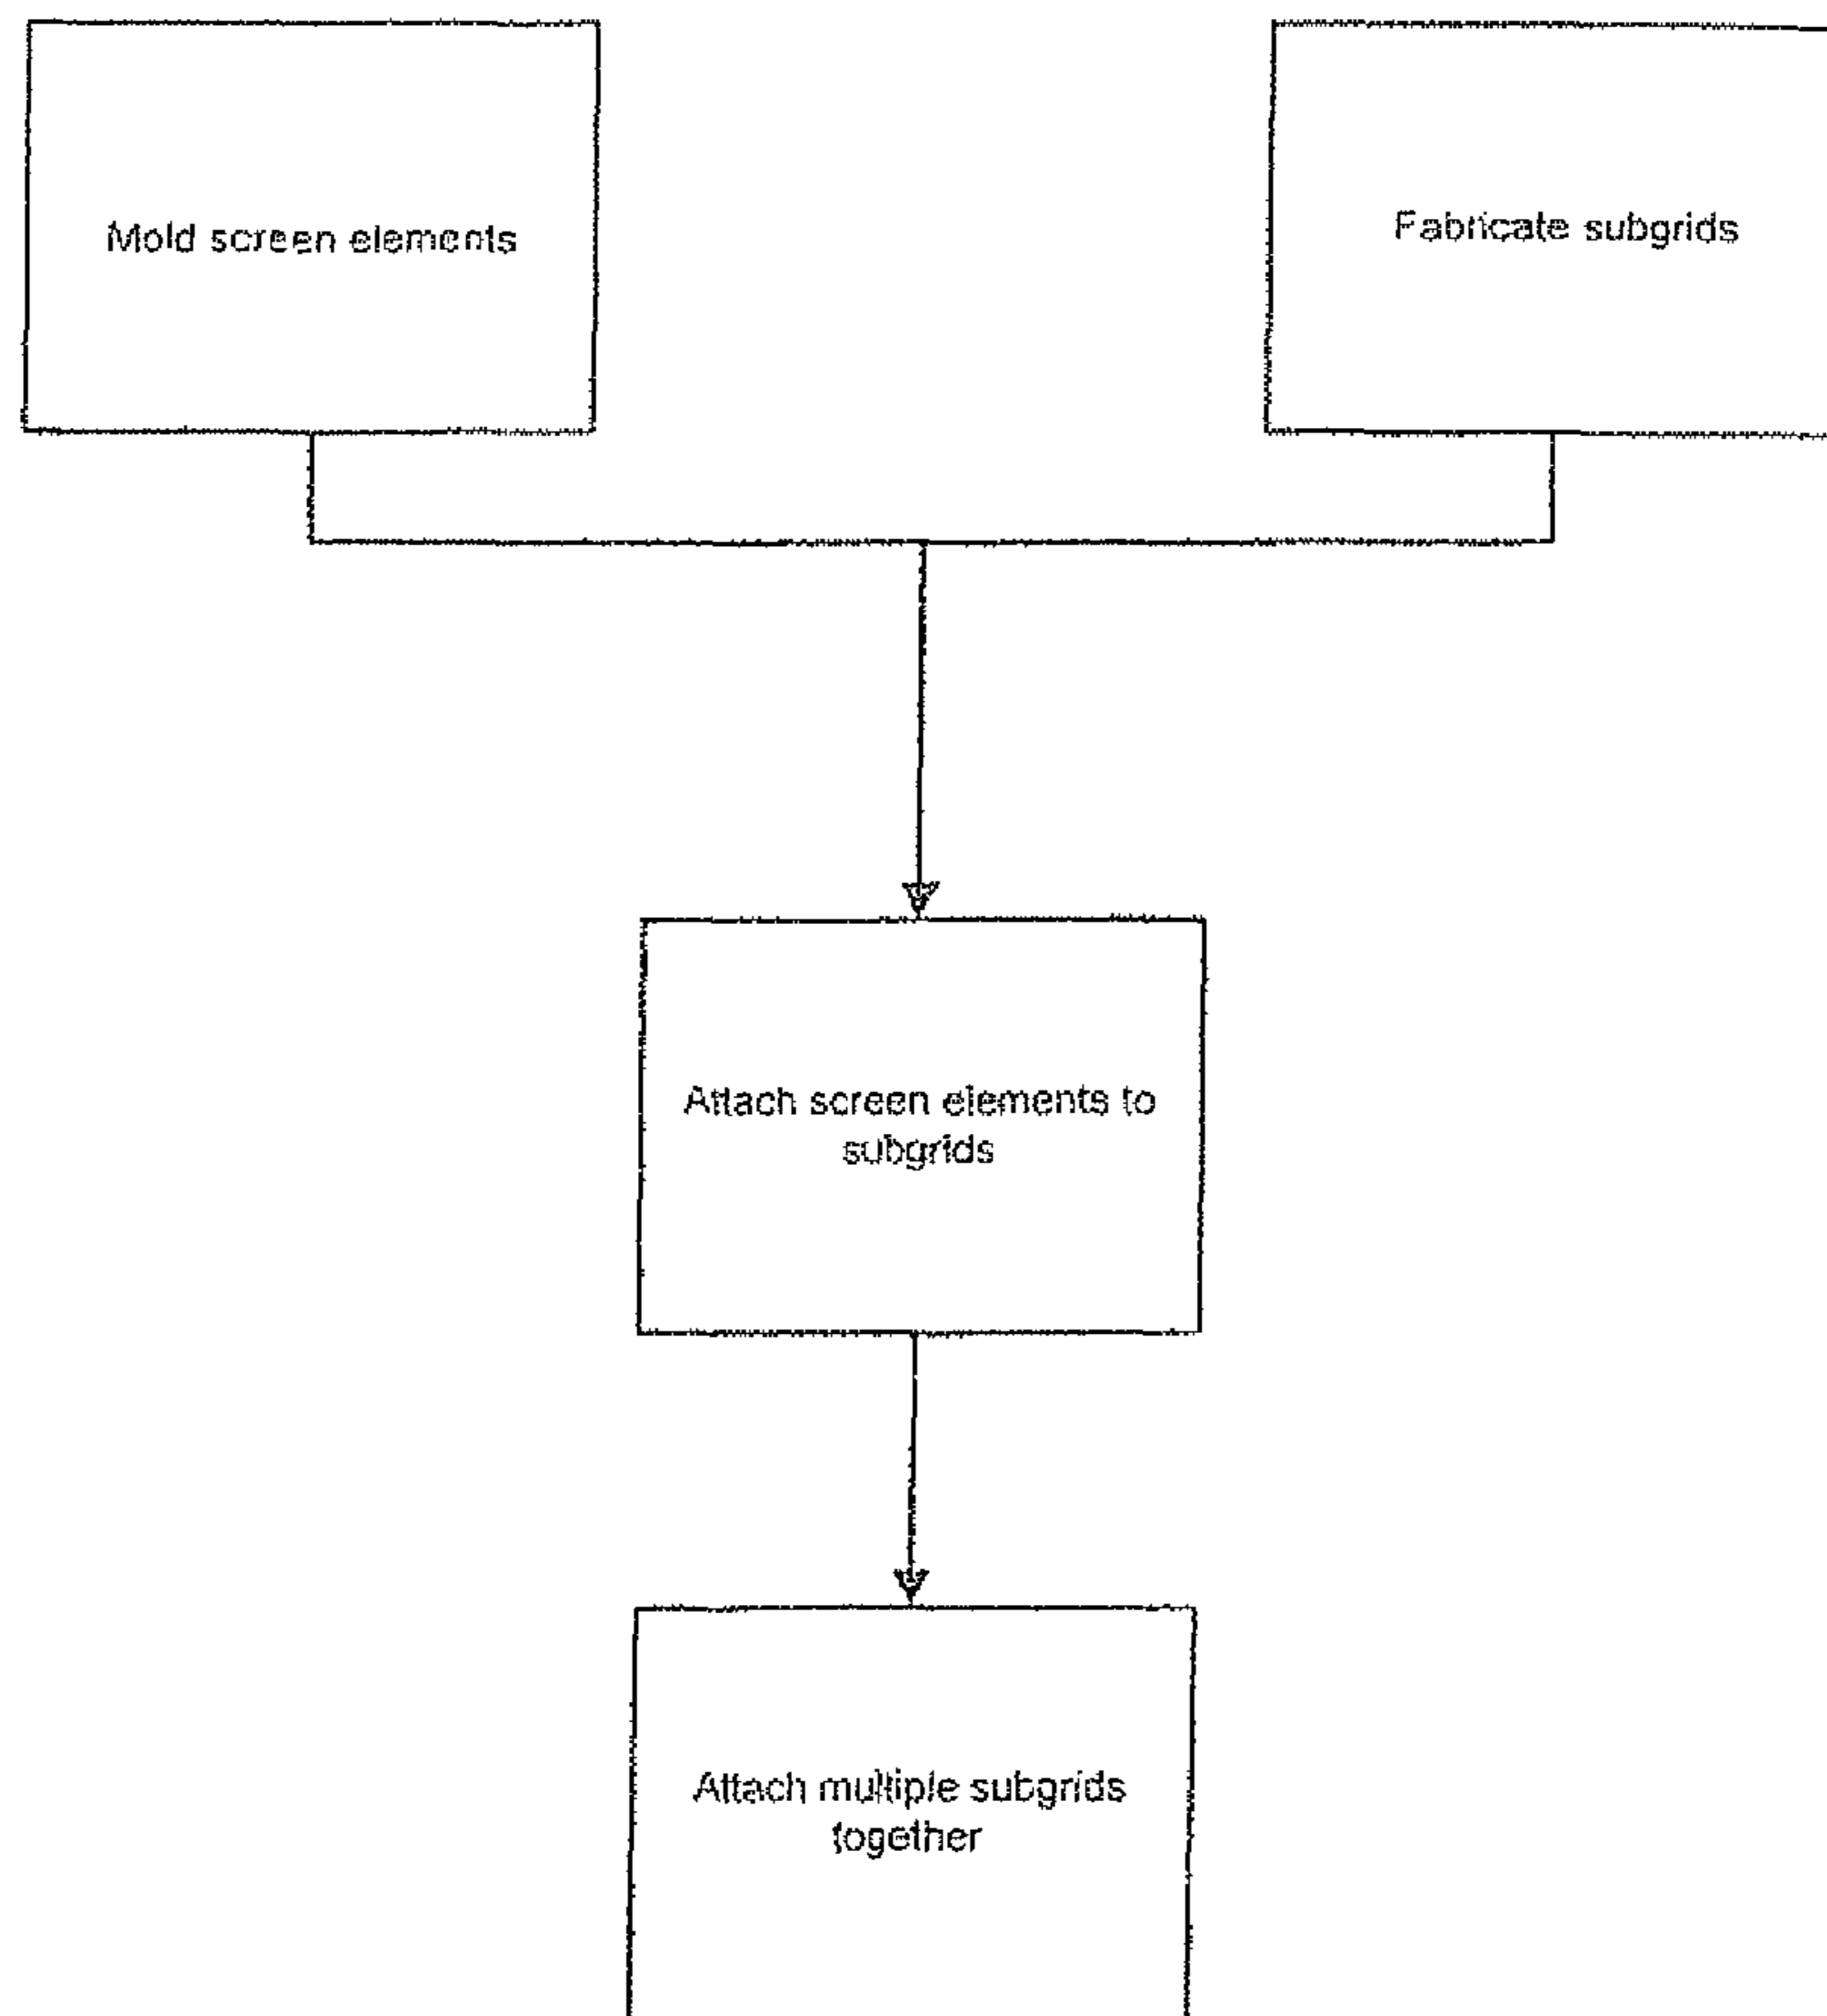 Mold screen elements
Fabricate subgrids
Attach screen elements to
subgrids
Attach multiple subgrids
together